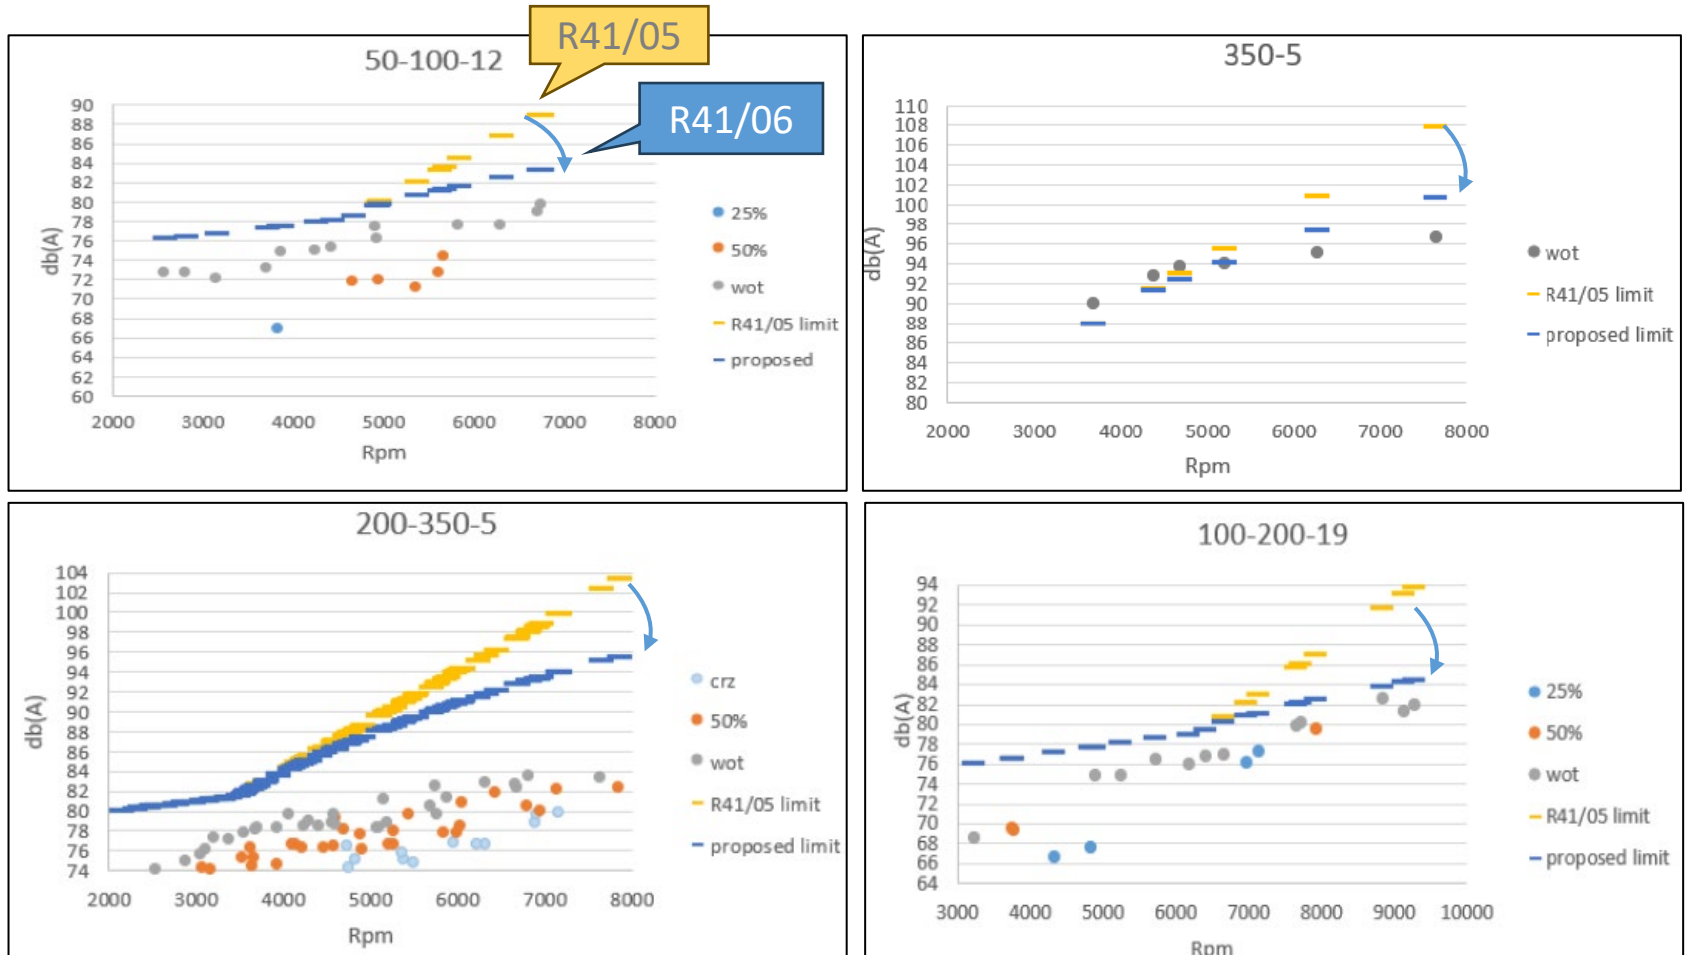 R41/05
R41/06
50-100-12
90
88
86
84
82
80
78
76
74
72
70
68
66
64
62
60
db(A)
2000 3000 4000 5000 6000 7000 8000
Rpm
25%
50%
wot
R41/05 limit
proposed
350-5
110
108
106
104
102
100
98
96
94
92
90
88
86
84
82
80
db(A)
2000 3000 4000 5000 6000 7000 8000
Rpm
wot
R41/05 limit
proposed limit
200-350-5
104
102
100
98
96
94
92
90
88
86
84
82
80
78
76
74
db(A)
2000 3000 4000 5000 6000 7000 8000
Rpm
crz
50%
wot
R41/05 limit
proposed limit
100-200-19
94
92
90
88
86
84
82
80
78
76
74
72
70
68
66
64
db(A)
3000 4000 5000 6000 7000 8000 9000 10000
Rpm
25%
50%
wot
R41/05 limit
proposed limit